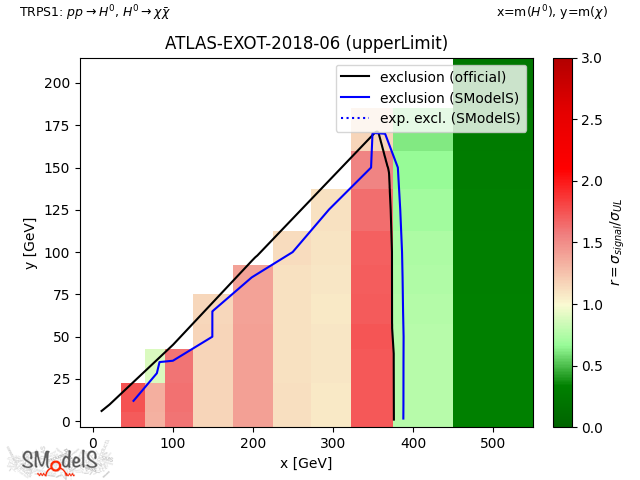 TRPS1: pp → H⁰, H⁰ → χχ̄ x=m(H⁰), y=m(χ)
ATLAS-EXOT-2018-06 (upperLimit)
exclusion (official)
exclusion (SModelS)
exp. excl. (SModelS)
200
175
150
125
100
75
50
25
0
y [GeV]
0 100 200 300 400 500
x [GeV]
3.0
2.5
2.0
1.5
1.0
0.5
0.0
r = σsignal/σUL
SModelS